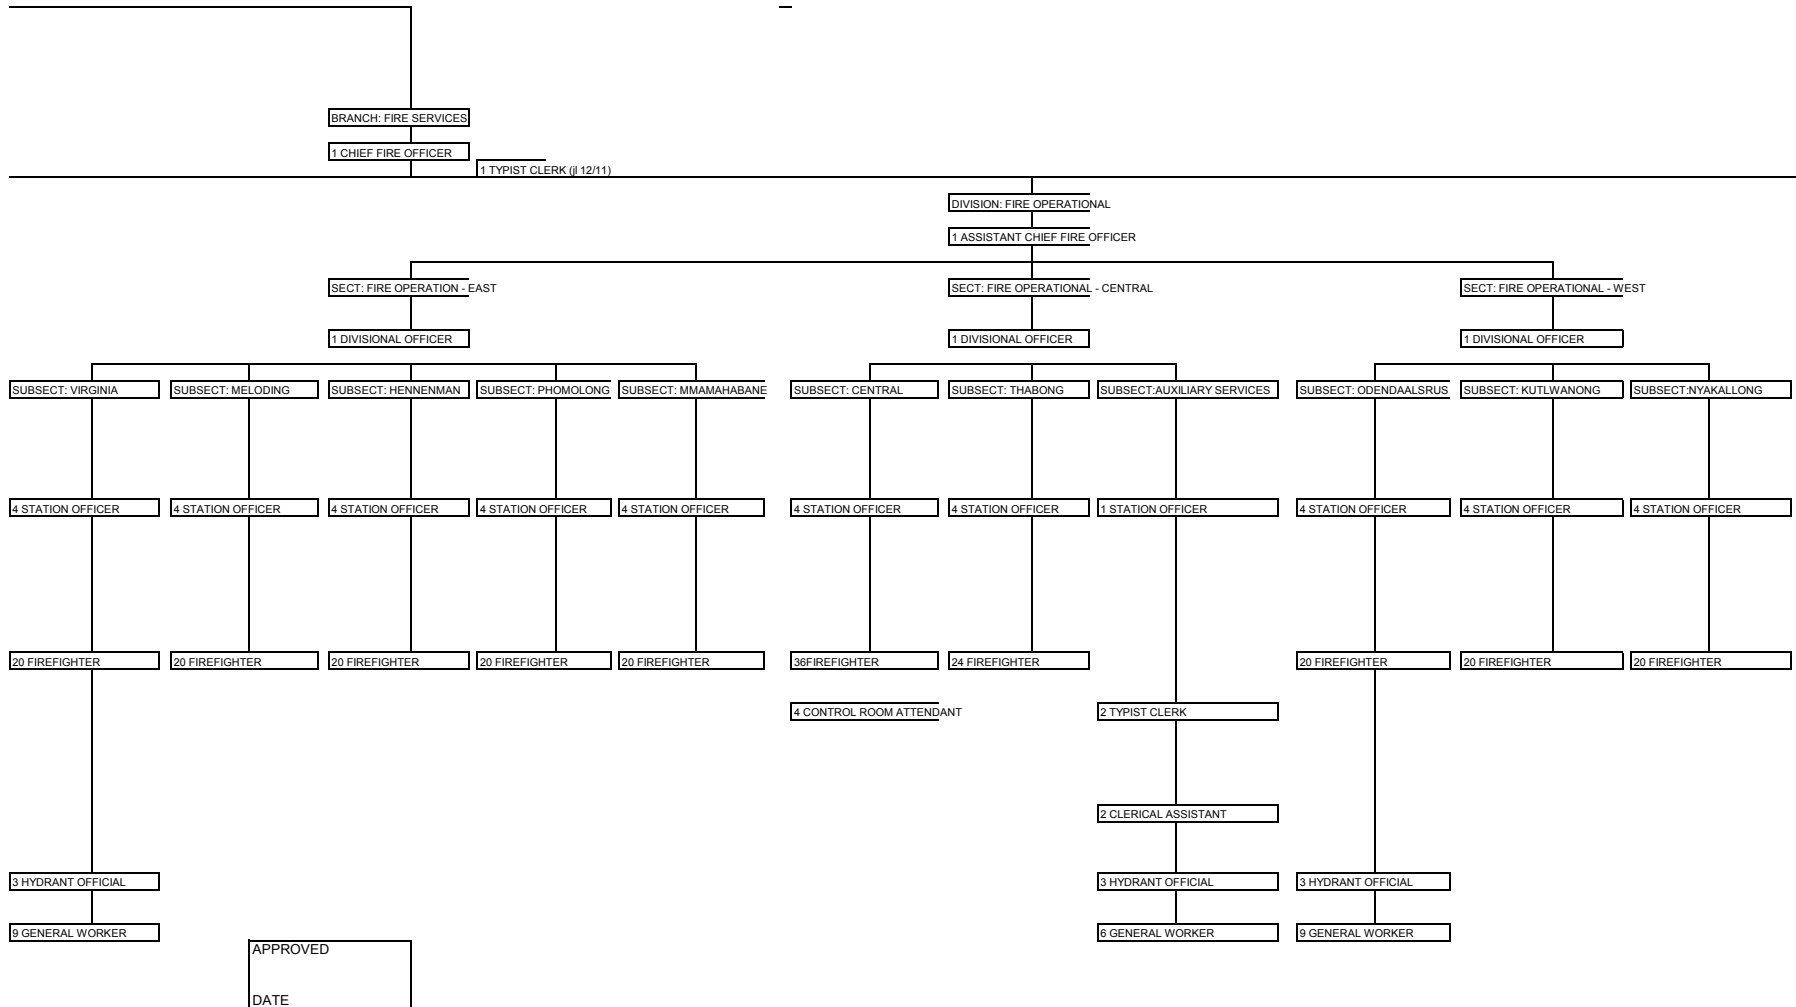 BRANCH: FIRE SERVICES
1 CHIEF FIRE OFFICER
1 TYPIST CLERK (jl 12/11)
DIVISION: FIRE OPERATIONAL
1 ASSISTANT CHIEF FIRE OFFICER
SECT: FIRE OPERATION - EAST
SECT: FIRE OPERATIONAL - CENTRAL
SECT: FIRE OPERATIONAL - WEST
1 DIVISIONAL OFFICER
1 DIVISIONAL OFFICER
1 DIVISIONAL OFFICER
SUBSECT: VIRGINIA
SUBSECT: MELODING
SUBSECT: HENNENMAN
SUBSECT: PHOMOLONG
SUBSECT: MMAMAHABANE
SUBSECT: CENTRAL
SUBSECT: THABONG
SUBSECT:AUXILIARY SERVICES
SUBSECT: ODENDAALSRUS
SUBSECT: KUTLWANONG
SUBSECT:NYAKALLONG
4 STATION OFFICER
4 STATION OFFICER
4 STATION OFFICER
4 STATION OFFICER
4 STATION OFFICER
4 STATION OFFICER
4 STATION OFFICER
1 STATION OFFICER
4 STATION OFFICER
4 STATION OFFICER
4 STATION OFFICER
20 FIREFIGHTER
20 FIREFIGHTER
20 FIREFIGHTER
20 FIREFIGHTER
20 FIREFIGHTER
36FIREFIGHTER
24 FIREFIGHTER
20 FIREFIGHTER
20 FIREFIGHTER
20 FIREFIGHTER
4 CONTROL ROOM ATTENDANT
2 TYPIST CLERK
2 CLERICAL ASSISTANT
3 HYDRANT OFFICIAL
3 HYDRANT OFFICIAL
3 HYDRANT OFFICIAL
9 GENERAL WORKER
6 GENERAL WORKER
9 GENERAL WORKER
APPROVED
DATE